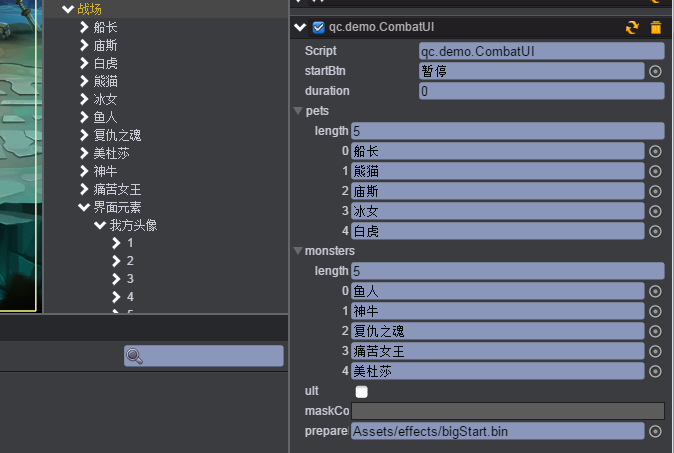 战场
船长
庙斯
白虎
熊猫
冰女
鱼人
复仇之魂
美杜莎
神牛
痛苦女王
界面元素
我方头像
1
2
3
4
qc.demo.CombatUI
Script qc.demo.CombatUI
startBtn 暂停
duration 0
pets
length 5
0 船长
1 熊猫
2 庙斯
3 冰女
4 白虎
monsters
length 5
0 鱼人
1 神牛
2 复仇之魂
3 痛苦女王
4 美杜莎
ult
maskCo
prepare Assets/effects/bigStart.bin